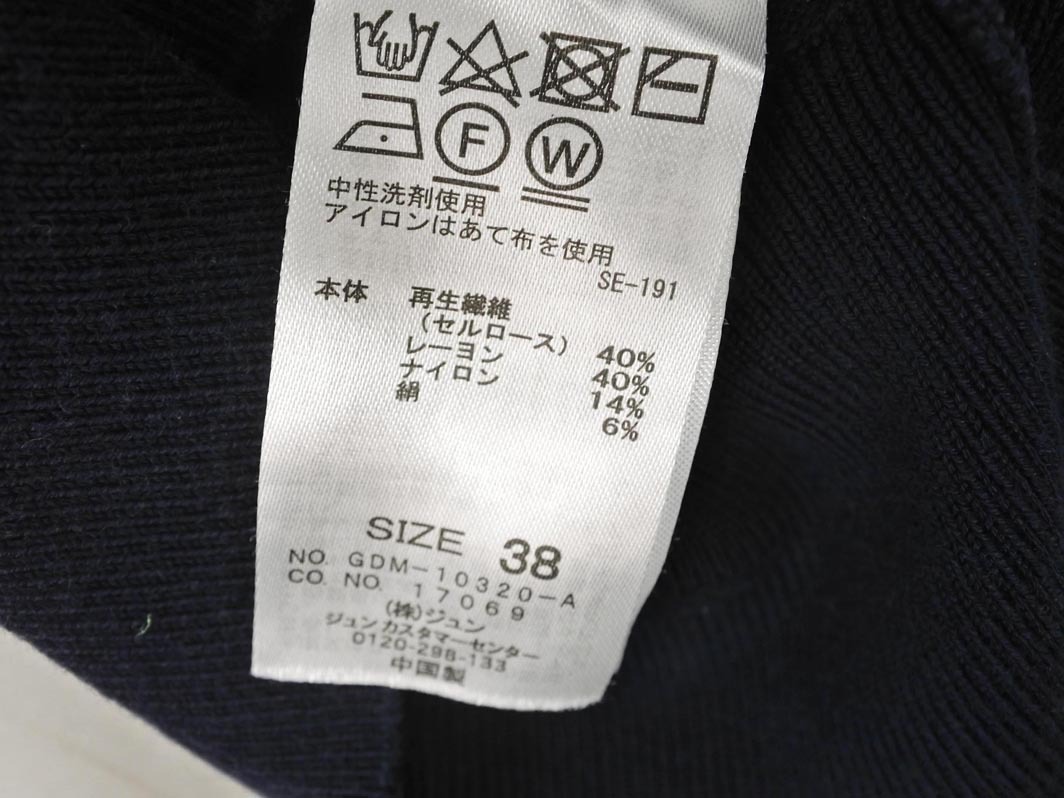 F W
中性洗剤使用
アイロンはあて布を使用
SE-191
本体 再生繊維
(セルロース) 40%
レーヨン 40%
ナイロン 14%
絹 6%
SIZE 38
NO. GDM-10320-A
CO. NO. 17069
(株)ジュン
ジュンカスタマーセンター
0120-298-133
中国製